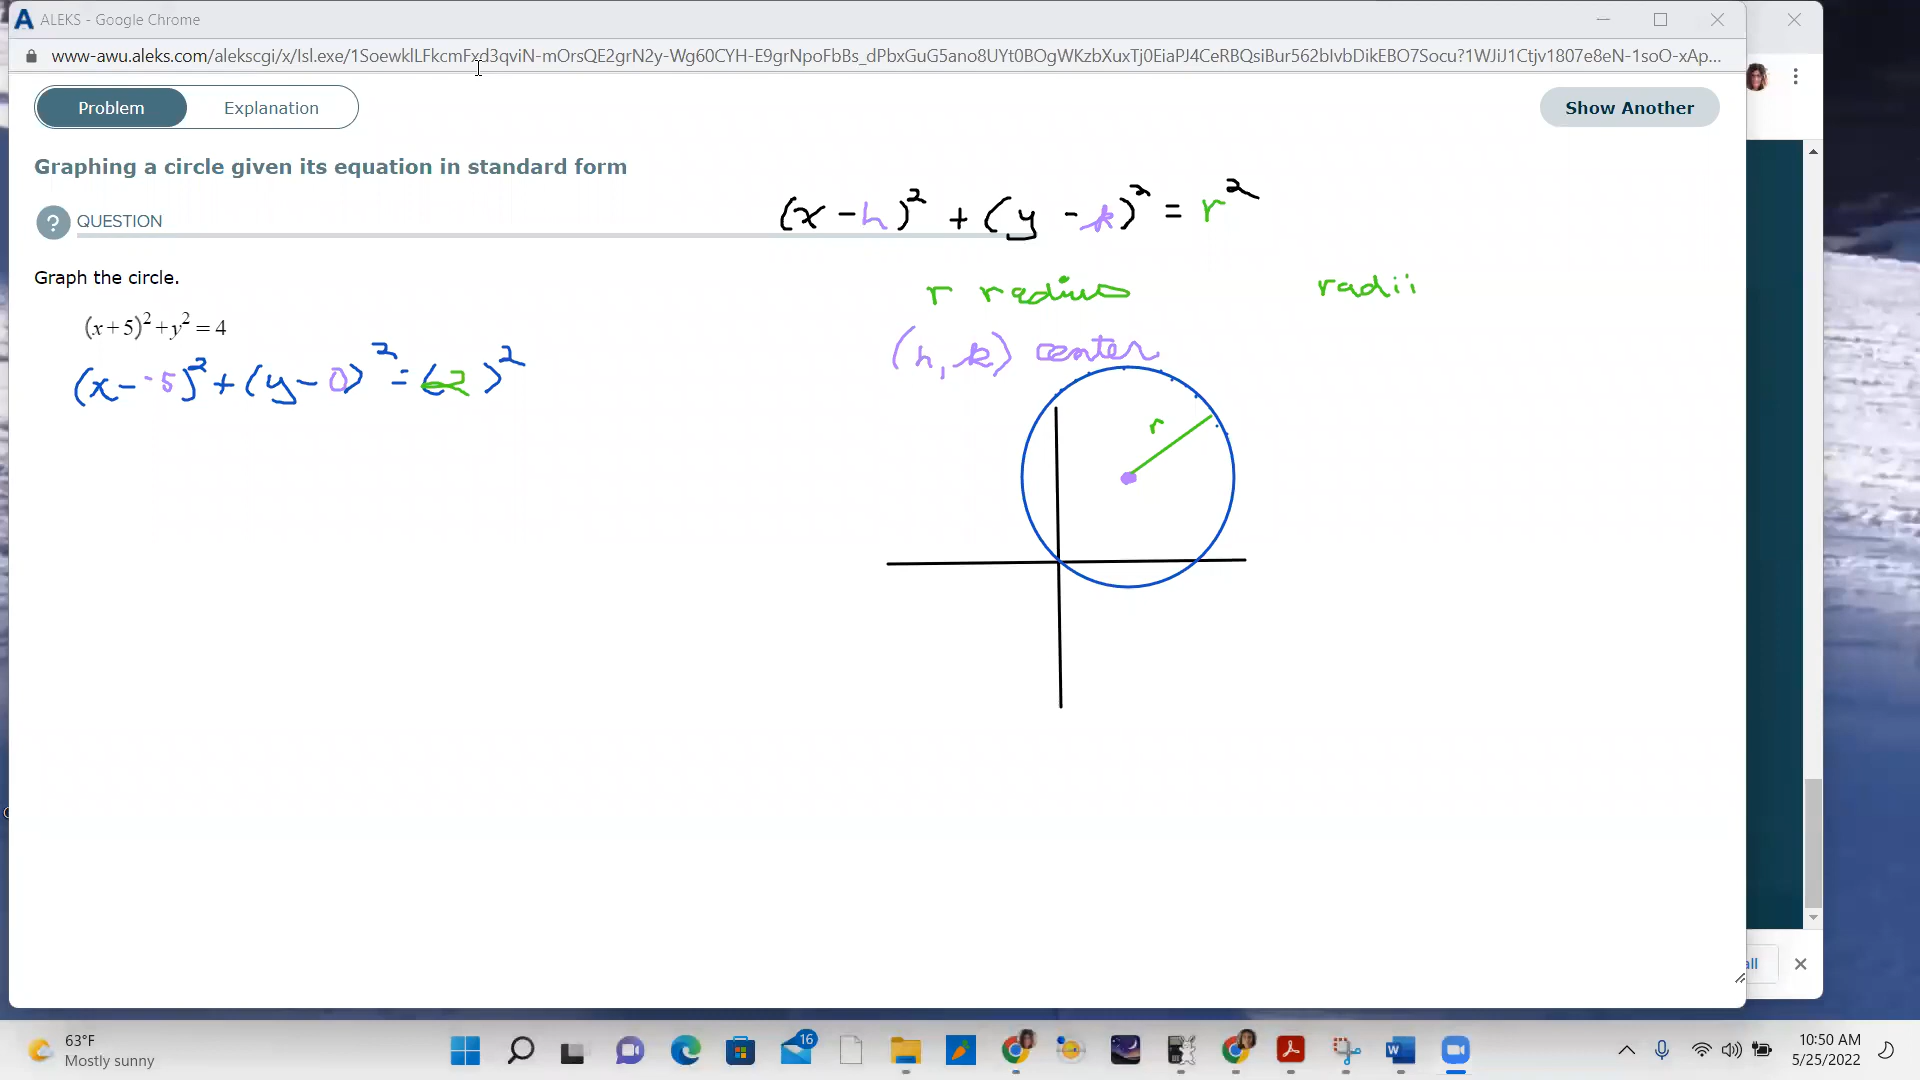 ALEKS - Google Chrome
www-awu.aleks.com/alekscgi/x/Isl.exe/1SoewklLFkcmFxd3qviN-mOrsQE2grN2y-Wg60CYH-E9grNpoFbBs_dPbxGuG5ano8UYt0BOgWKzbXuxTj0EiaPJ4CeRBQsiBur562bIvbDikEBO7Socu?1WJiJ1Ctjv1807e8eN-1soO-xAp...
Problem
Explanation
Show Another
Graphing a circle given its equation in standard form
? QUESTION
(x - h)² + (y - k)² = r²
Graph the circle.
r radius
radii
(x+5)² + y² = 4
(h, k) center
(x - -5)² + (y - 0)² = (2)²
r
all
63°F
Mostly sunny
16
10:50 AM
5/25/2022